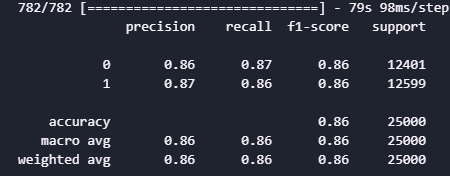 782/782 [==============================] - 79s 98ms/step
precision recall f1-score support
0 0.86 0.87 0.86 12401
1 0.87 0.86 0.86 12599
accuracy 0.86 25000
macro avg 0.86 0.86 0.86 25000
weighted avg 0.86 0.86 0.86 25000